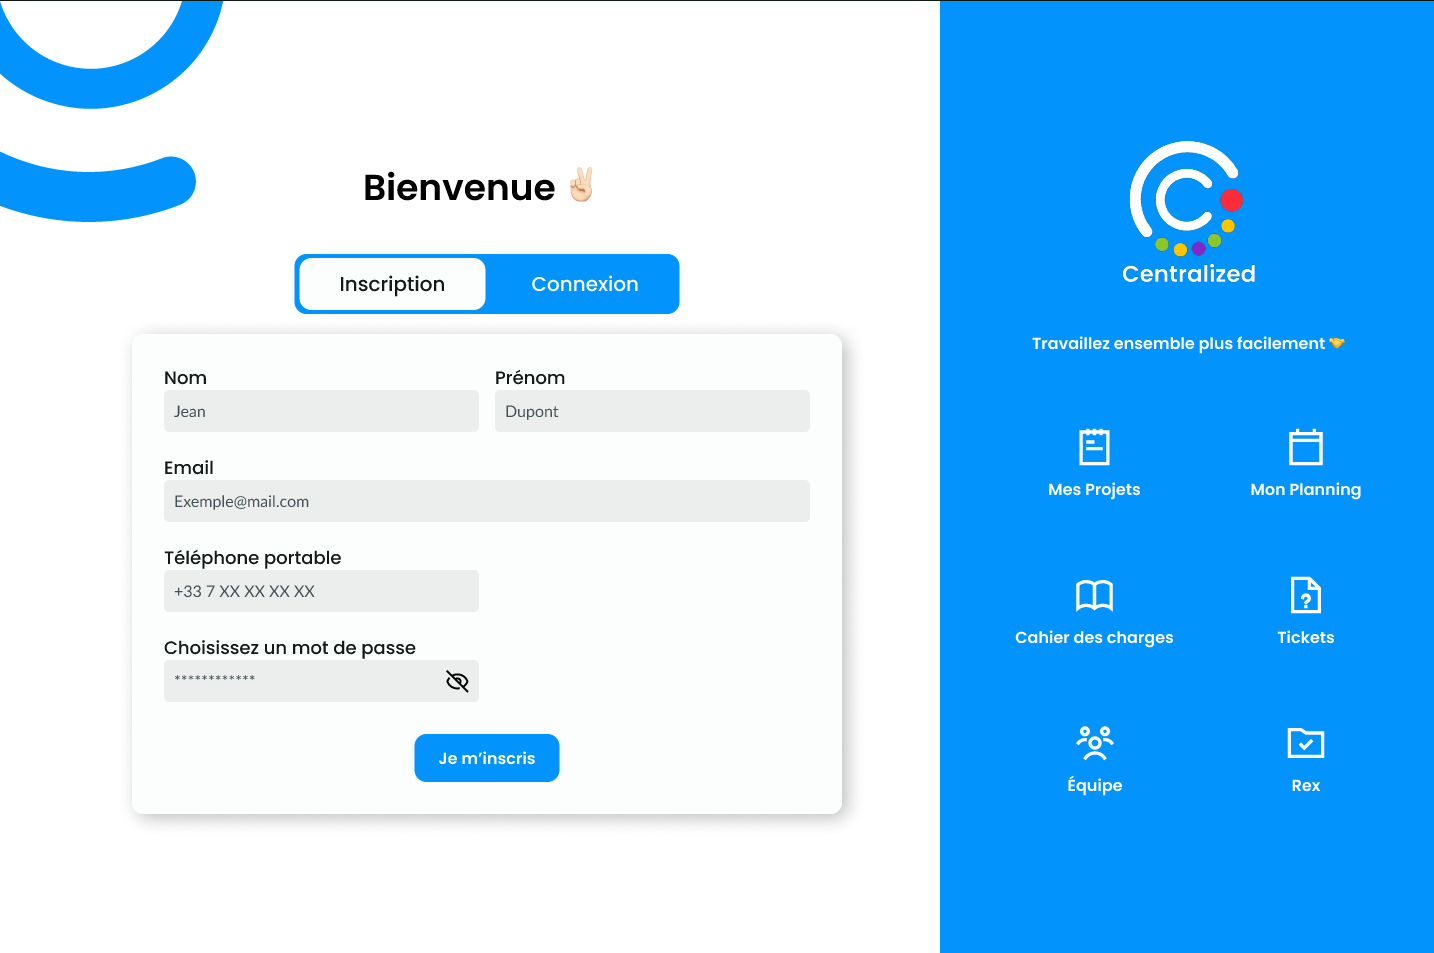 Bienvenue ✌🏻
Inscription
Connexion
Nom
Jean
Prénom
Dupont
Email
Exemple@mail.com
Téléphone portable
+33 7 XX XX XX XX
Choisissez un mot de passe
************
Je m’inscris
Centralized
Travaillez ensemble plus facilement 🤝
Mes Projets
Mon Planning
Cahier des charges
Tickets
Équipe
Rex